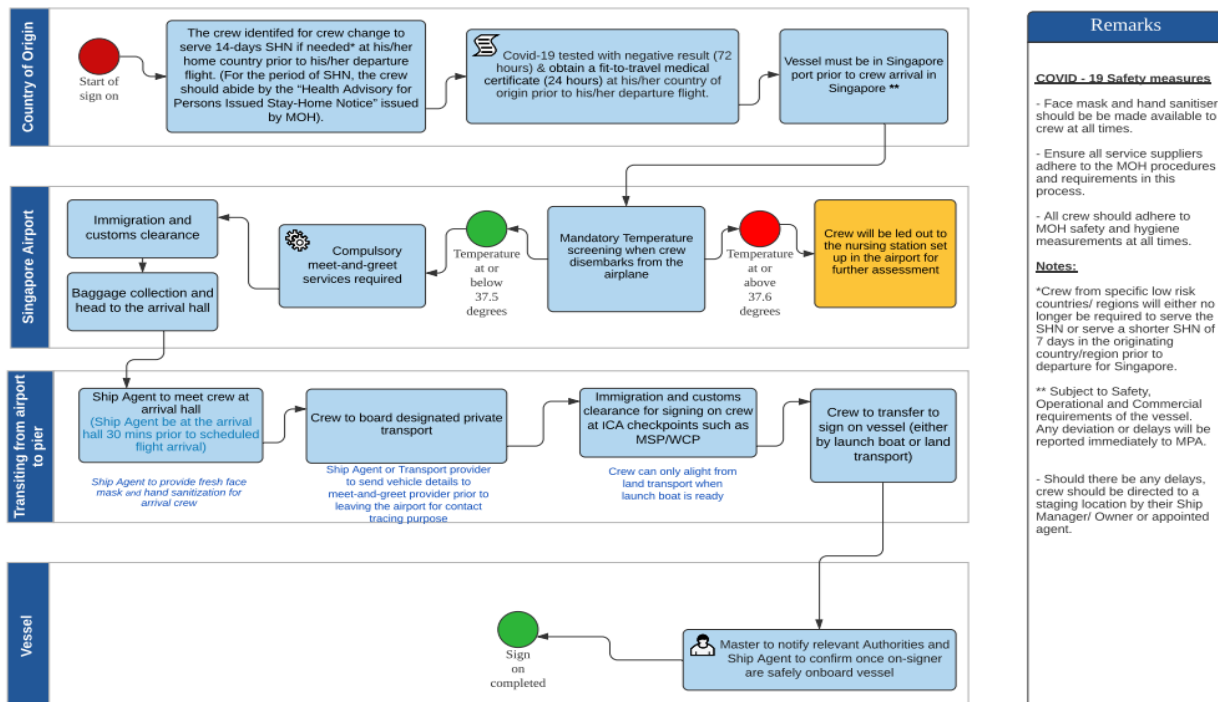 Country of Origin
Start of
sign on
The crew identifed for crew change to
serve 14-days SHN if needed* at his/her
home country prior to his/her departure
flight. (For the period of SHN, the crew
should abide by the “Health Advisory for
Persons Issued Stay-Home Notice” issued
by MOH).
Covid-19 tested with negative result (72
hours) & obtain a fit-to-travel medical
certificate (24 hours) at his/her country of
origin prior to his/her departure flight.
Vessel must be in Singapore
port prior to crew arrival in
Singapore **
Singapore Airport
Immigration and
customs clearance
Baggage collection and
head to the arrival hall
Compulsory
meet-and-greet
services required
Temperature
at or
below
37.5
degrees
Mandatory Temperature
screening when crew
disembarks from the
airplane
Temperature
at or
above
37.6
degrees
Crew will be led out to
the nursing station set
up in the airport for
further assessment
Transiting from airport
to pier
Ship Agent to meet crew at
arrival hall
(Ship Agent be at the arrival
hall 30 mins prior to scheduled
flight arrival)
Ship Agent to provide fresh face
mask and hand sanitization for
arrival crew
Crew to board designated private
transport
Ship Agent or Transport provider
to send vehicle details to
meet-and-greet provider prior to
leaving the airport for contact
tracing purpose
Immigration and customs
clearance for signing on crew
at ICA checkpoints such as
MSP/WCP
Crew can only alight from
land transport when
launch boat is ready
Crew to transfer to
sign on vessel (either
by launch boat or land
transport)
Vessel
Sign
on
completed
Master to notify relevant Authorities and
Ship Agent to confirm once on-signer
are safely onboard vessel
Remarks
COVID - 19 Safety measures
- Face mask and hand sanitiser
should be be made available to
crew at all times.
- Ensure all service suppliers
adhere to the MOH procedures
and requirements in this
process.
- All crew should adhere to
MOH safety and hygiene
measurements at all times.
Notes:
*Crew from specific low risk
countries/ regions will either no
longer be required to serve the
SHN or serve a shorter SHN of
7 days in the originating
country/region prior to
departure for Singapore.
** Subject to Safety,
Operational and Commercial
requirements of the vessel.
Any deviation or delays will be
reported immediately to MPA.
- Should there be any delays,
crew should be directed to a
staging location by their Ship
Manager/ Owner or appointed
agent.